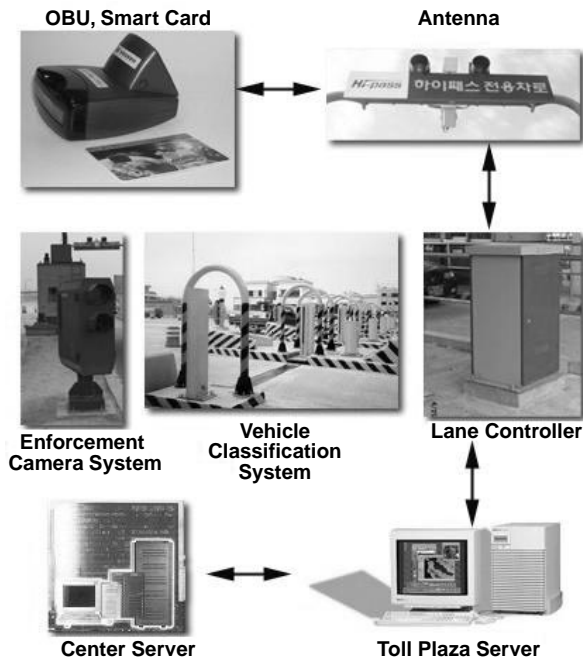 OBU, Smart Card
Antenna
Hi-pass 하이패스 전용차로
Enforcement
Camera System
Vehicle
Classification
System
Lane Controller
Center Server
Toll Plaza Server